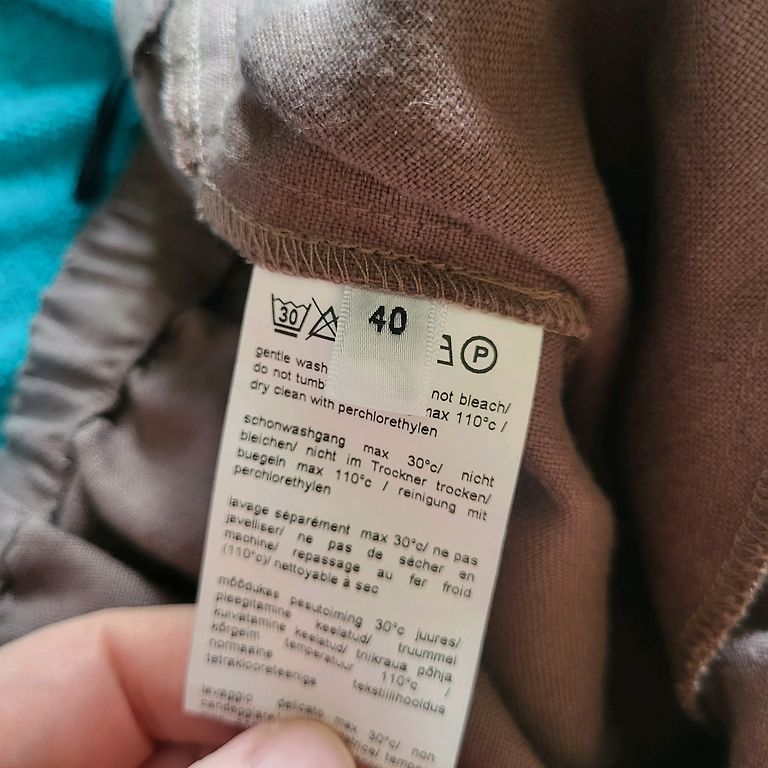 30
40
P
gentle wash
not bleach/
do not tumb
max 110°c /
dry clean with perchlorethylen
schonwashgang max 30°c/ nicht
bleichen/ nicht im Trockner trocken/
buegeln max 110°c / reinigung mit
perchlorethylen
lavage séparément max 30°c/ ne pas
javelliser/ ne pas de sécher en
machine/ repassage au fer froid
(110°c)/ nettoyable à sec
mõõdukas pesutoiming 30°c juures/
pleegitamine keelatud/ trummel
kuivatamine keelatud/ triikraua põhja
kõrgeim temperatuur 110°c /
normaalne tekstiilihooldus
tetraklooreteeniga
lavaggio delicato max 30°c/ non